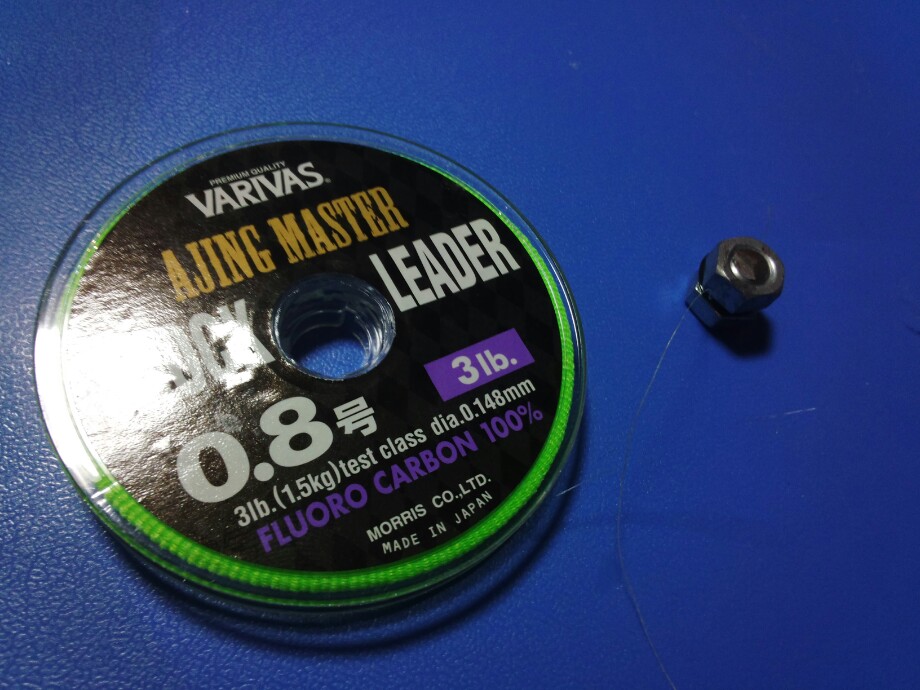 PREMIUM QUALITY
VARIVAS®
AJING MASTER
LEADER
3lb.
0.8号
3lb.(1.5kg)test class dia.0.148mm
FLUORO CARBON 100%
MORRIS CO.,LTD.
MADE IN JAPAN